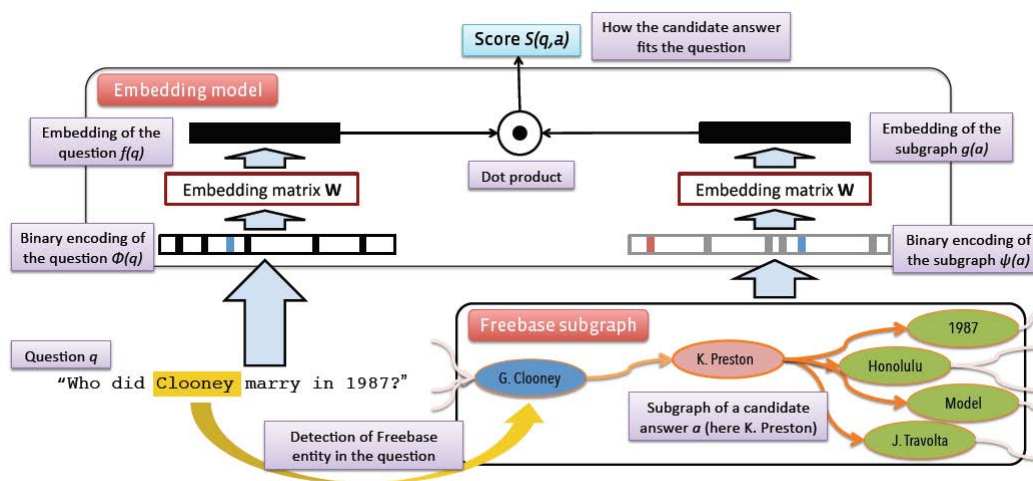 Score S(q,a)
How the candidate answer
fits the question
Embedding model
Embedding of the
question f(q)
Embedding of the
subgraph g(a)
Dot product
Embedding matrix W
Embedding matrix W
Binary encoding of
the question Φ(q)
Binary encoding of
the subgraph ψ(a)
Freebase subgraph
Question q
“Who did Clooney marry in 1987?”
G. Clooney
K. Preston
1987
Honolulu
Model
J. Travolta
Subgraph of a candidate
answer a (here K. Preston)
Detection of Freebase
entity in the question